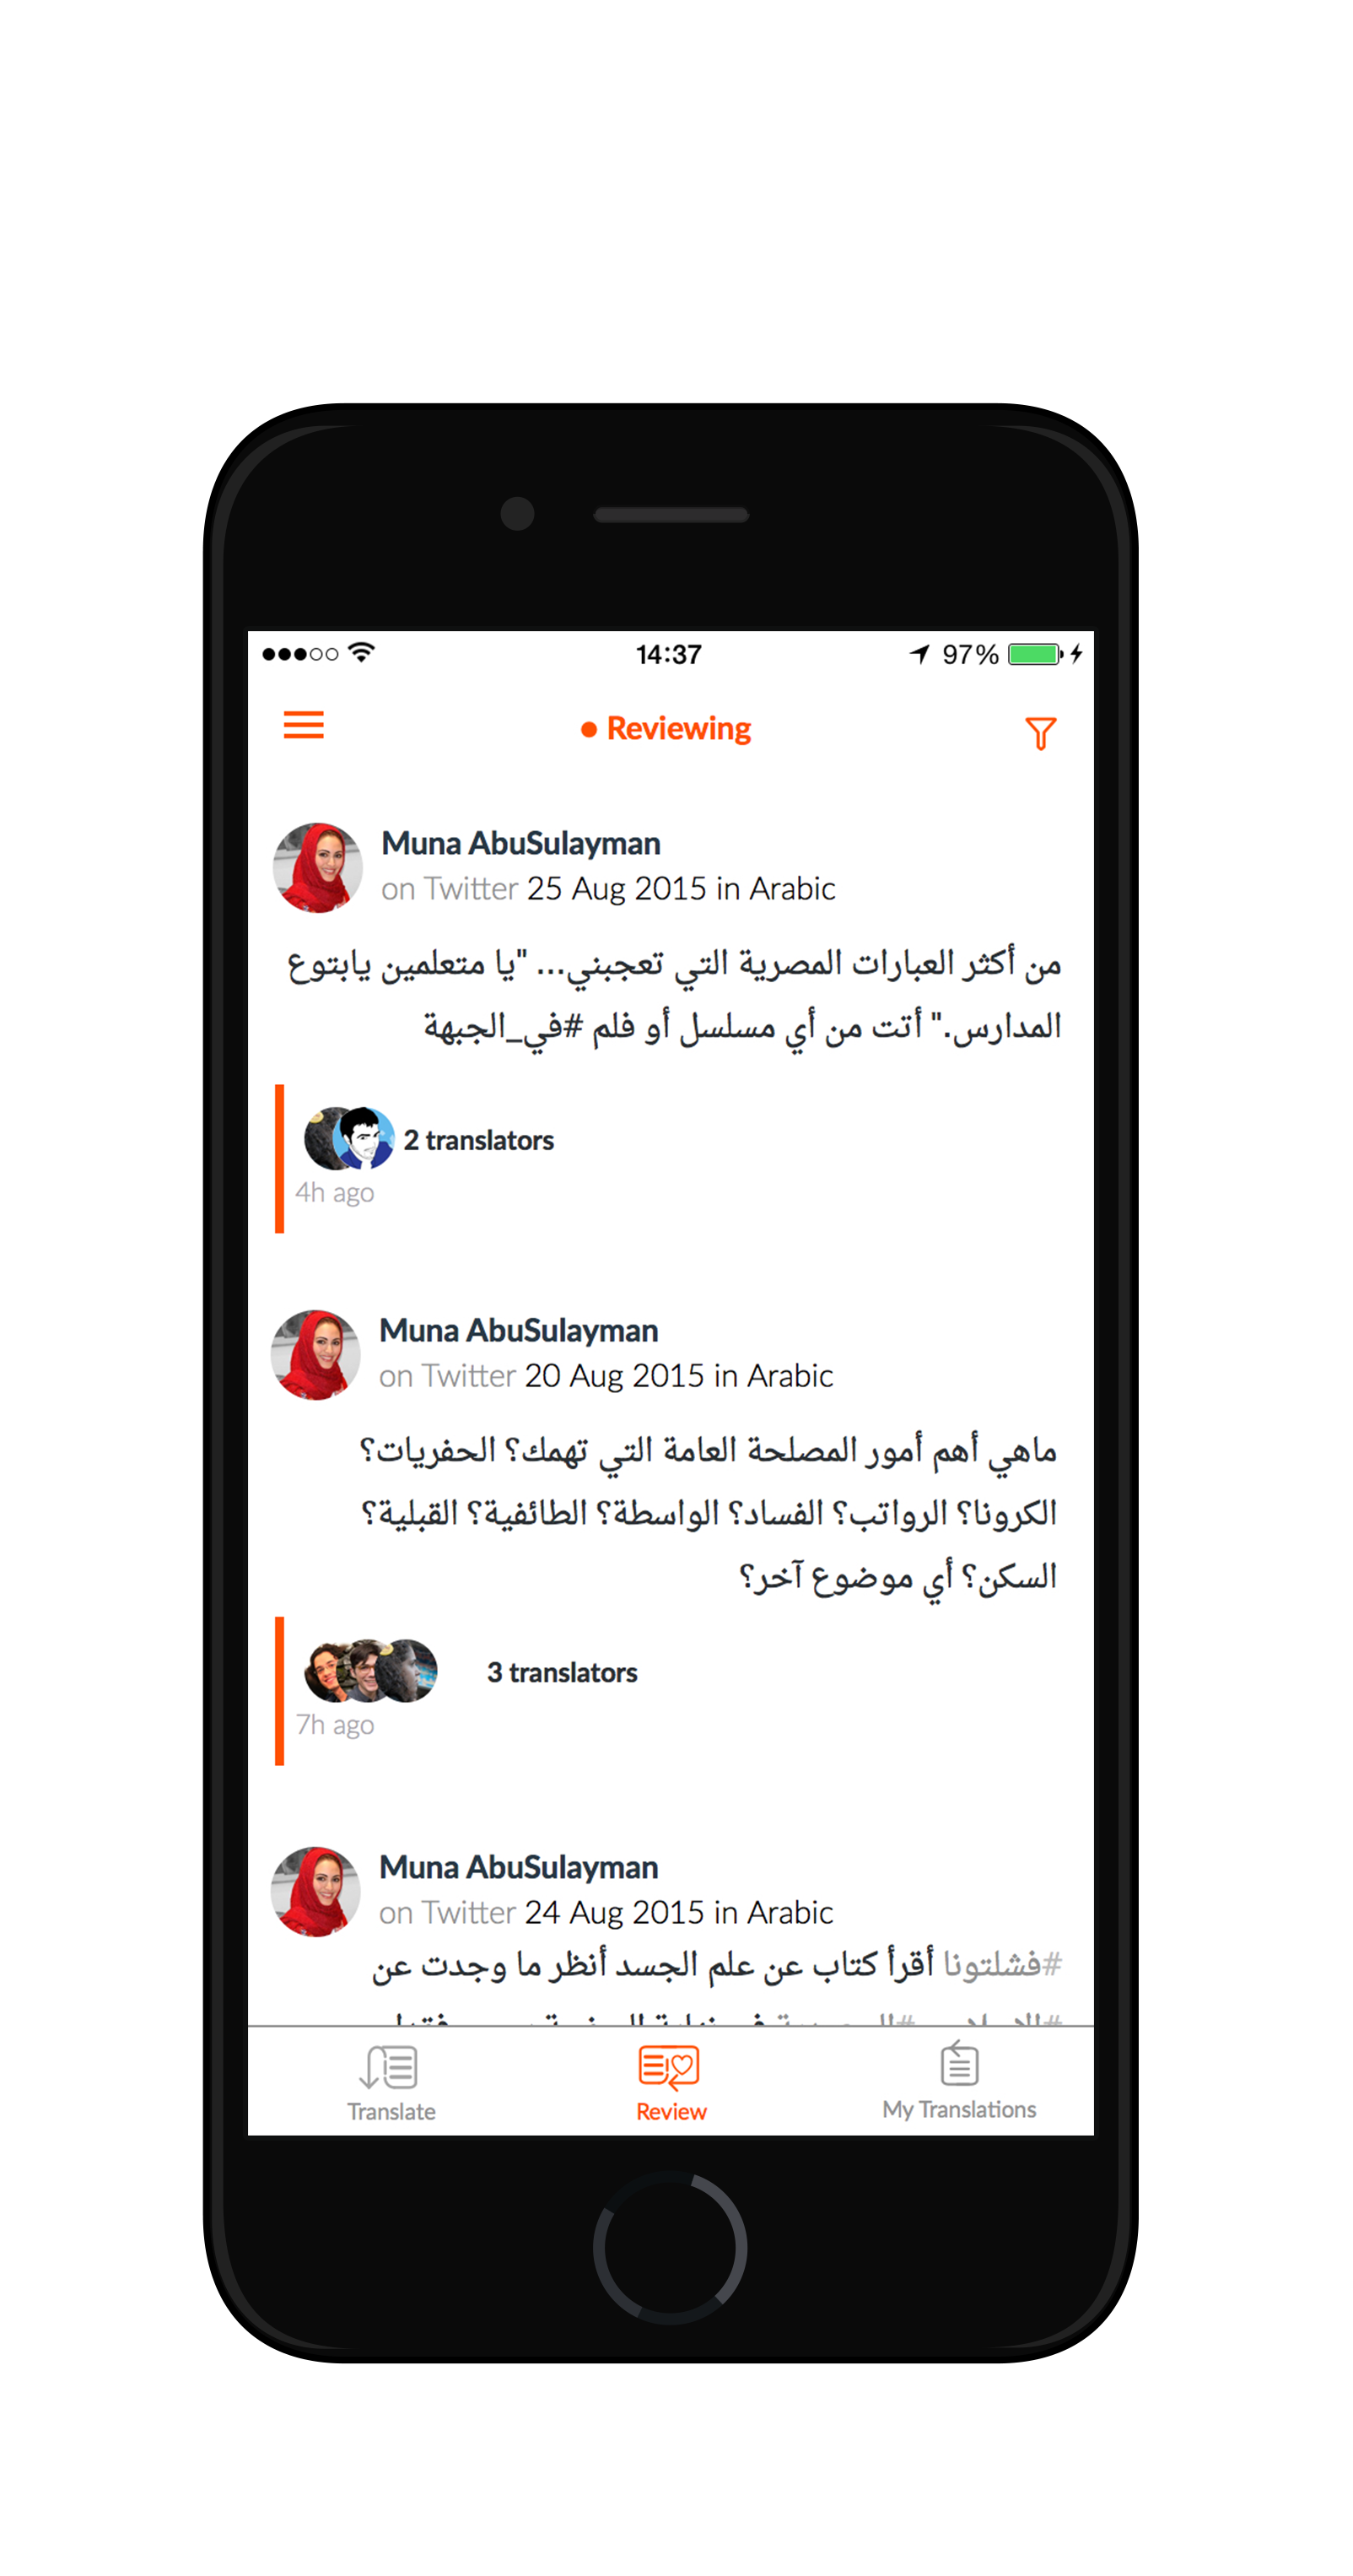 14:37
97%
Reviewing
Muna AbuSulayman
on Twitter 25 Aug 2015 in Arabic
من أكثر العبارات المصرية التي تعجبني... "يا متعلمين يابتوع
المدارس." أتت من أي مسلسل أو فلم #في_الجبهة
2 translators
4h ago
Muna AbuSulayman
on Twitter 20 Aug 2015 in Arabic
ماهي أهم أمور المصلحة العامة التي تهمك؟ الحفريات؟
الكرونا؟ الرواتب؟ الفساد؟ الواسطة؟ الطائفية؟ القبلية؟
السكن؟ أي موضوع آخر؟
3 translators
7h ago
Muna AbuSulayman
on Twitter 24 Aug 2015 in Arabic
#فشلتونا أقرأ كتاب عن علم الجسد أنظر ما وجدت عن
Translate
Review
My Translations